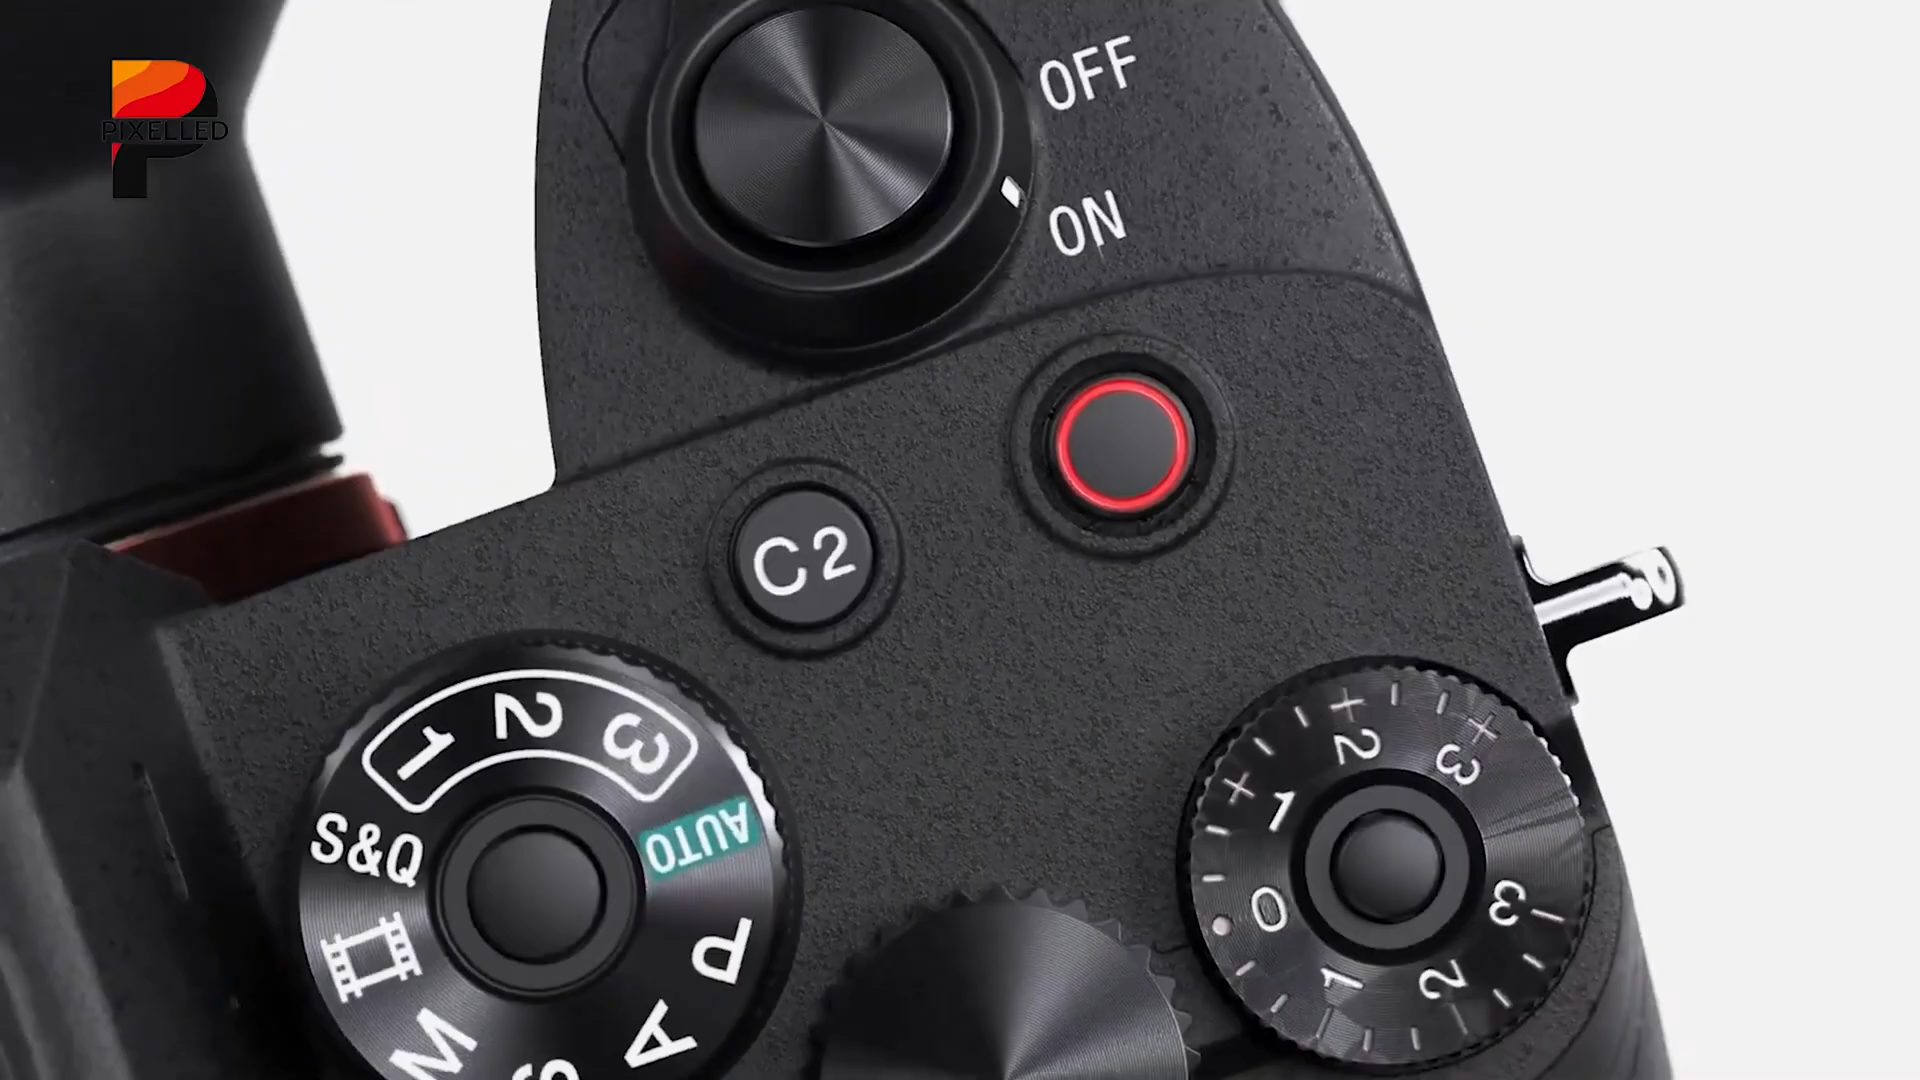 PIXELLED
OFF
ON
C2
1 2 3
AUTO
S&Q
P
A
S
M
3 2 1 0 1 2 3